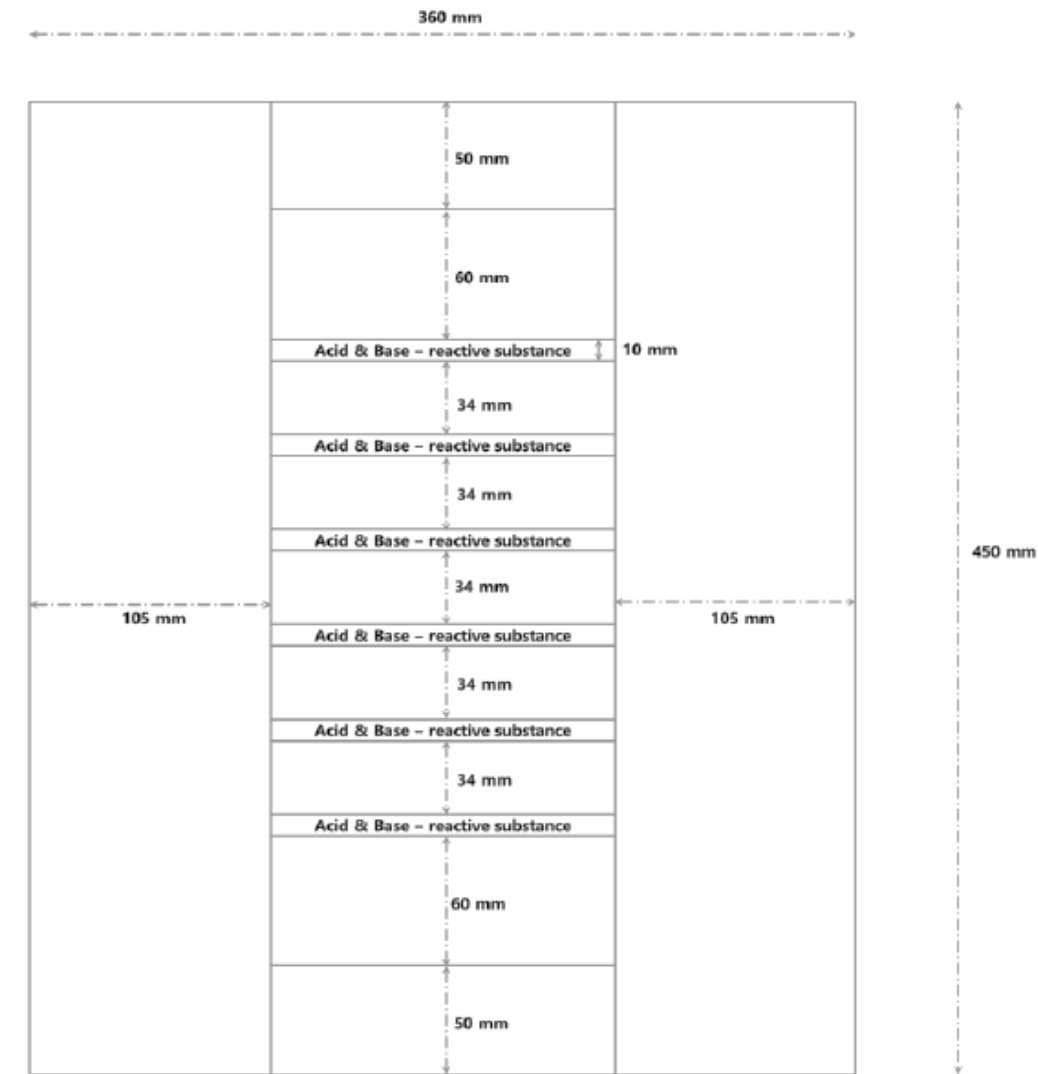 360 mm
50 mm
60 mm
Acid & Base – reactive substance
10 mm
34 mm
Acid & Base – reactive substance
34 mm
Acid & Base – reactive substance
450 mm
34 mm
105 mm
105 mm
Acid & Base – reactive substance
34 mm
Acid & Base – reactive substance
34 mm
Acid & Base – reactive substance
60 mm
50 mm